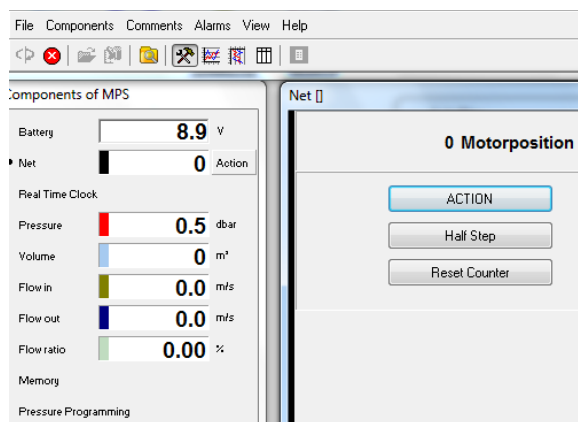 File Components Comments Alarms View Help
Components of MPS
Battery 8.9 V
Net 0 Action
Real Time Clock
Pressure 0.5 dbar
Volume 0 m³
Flow in 0.0 m/s
Flow out 0.0 m/s
Flow ratio 0.00 %
Memory
Pressure Programming
Net []
0 Motorposition
ACTION
Half Step
Reset Counter